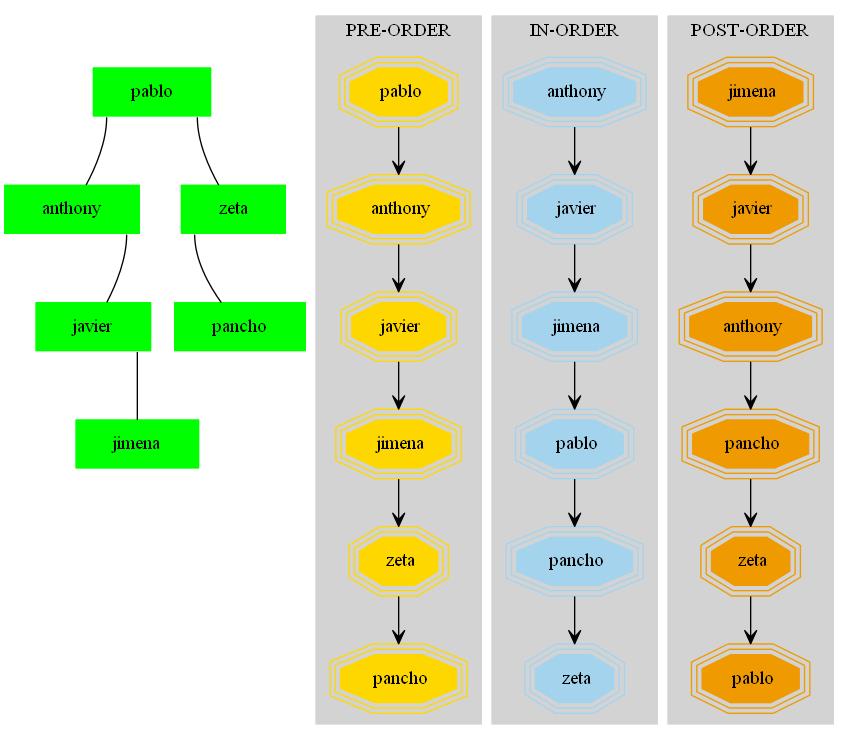 pablo
anthony
zeta
javier
pancho
jimena
PRE-ORDER
pablo
anthony
javier
jimena
zeta
pancho
IN-ORDER
anthony
javier
jimena
pablo
pancho
zeta
POST-ORDER
jimena
javier
anthony
pancho
zeta
pablo